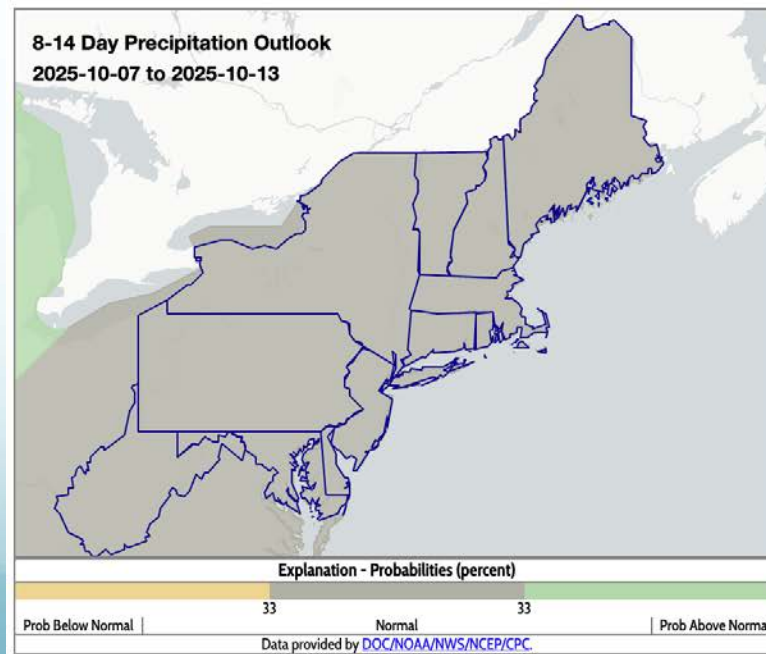 8-14 Day Precipitation Outlook
2025-10-07 to 2025-10-13
Explanation - Probabilities (percent)
33 33
Prob Below Normal Normal Prob Above Normal
Data provided by DOC/NOAA/NWS/NCEP/CPC.